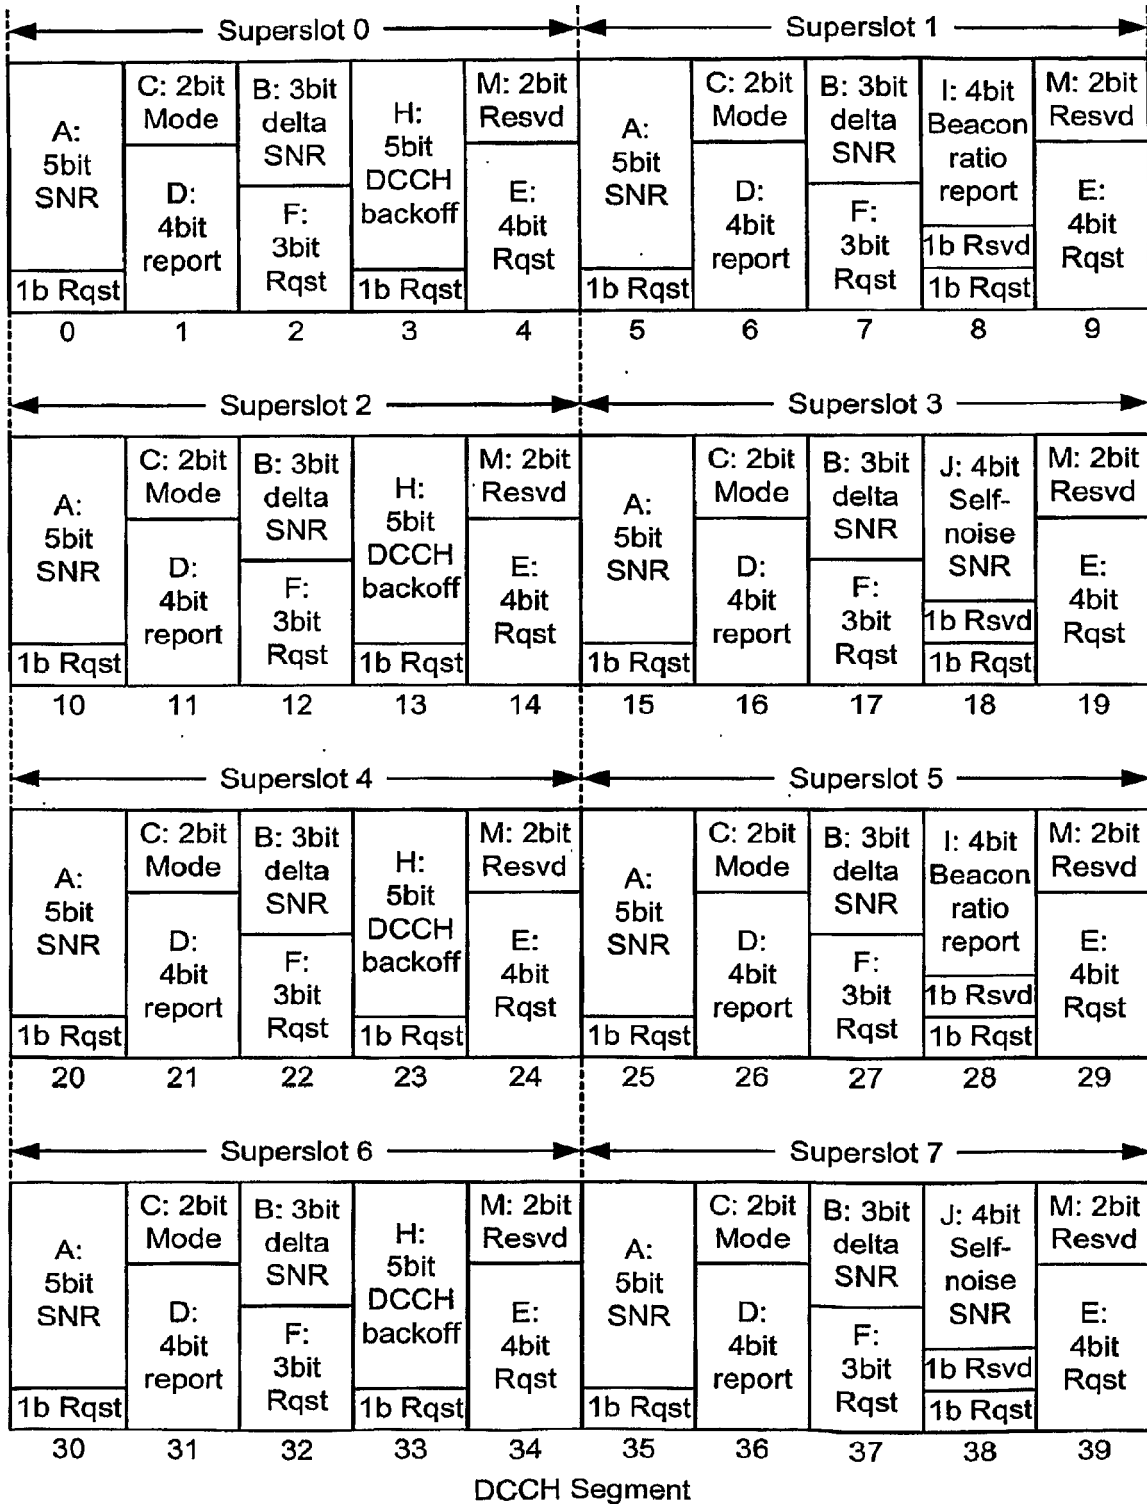 Superslot 0
Superslot 1
A:
5bit
SNR
1b Rqst
C: 2bit
Mode
D:
4bit
report
B: 3bit
delta
SNR
F:
3bit
Rqst
H:
5bit
DCCH
backoff
1b Rqst
M: 2bit
Resvd
E:
4bit
Rqst
A:
5bit
SNR
1b Rqst
C: 2bit
Mode
D:
4bit
report
B: 3bit
delta
SNR
F:
3bit
Rqst
I: 4bit
Beacon
ratio
report
1b Rsvd
1b Rqst
M: 2bit
Resvd
E:
4bit
Rqst
0
1
2
3
4
5
6
7
8
9
Superslot 2
Superslot 3
A:
5bit
SNR
1b Rqst
C: 2bit
Mode
D:
4bit
report
B: 3bit
delta
SNR
F:
3bit
Rqst
H:
5bit
DCCH
backoff
1b Rqst
M: 2bit
Resvd
E:
4bit
Rqst
A:
5bit
SNR
1b Rqst
C: 2bit
Mode
D:
4bit
report
B: 3bit
delta
SNR
F:
3bit
Rqst
J: 4bit
Self-
noise
SNR
1b Rsvd
1b Rqst
M: 2bit
Resvd
E:
4bit
Rqst
10
11
12
13
14
15
16
17
18
19
Superslot 4
Superslot 5
A:
5bit
SNR
1b Rqst
C: 2bit
Mode
D:
4bit
report
B: 3bit
delta
SNR
F:
3bit
Rqst
H:
5bit
DCCH
backoff
1b Rqst
M: 2bit
Resvd
E:
4bit
Rqst
A:
5bit
SNR
1b Rqst
C: 2bit
Mode
D:
4bit
report
B: 3bit
delta
SNR
F:
3bit
Rqst
I: 4bit
Beacon
ratio
report
1b Rsvd
1b Rqst
M: 2bit
Resvd
E:
4bit
Rqst
20
21
22
23
24
25
26
27
28
29
Superslot 6
Superslot 7
A:
5bit
SNR
1b Rqst
C: 2bit
Mode
D:
4bit
report
B: 3bit
delta
SNR
F:
3bit
Rqst
H:
5bit
DCCH
backoff
1b Rqst
M: 2bit
Resvd
E:
4bit
Rqst
A:
5bit
SNR
1b Rqst
C: 2bit
Mode
D:
4bit
report
B: 3bit
delta
SNR
F:
3bit
Rqst
J: 4bit
Self-
noise
SNR
1b Rsvd
1b Rqst
M: 2bit
Resvd
E:
4bit
Rqst
30
31
32
33
34
35
36
37
38
39
DCCH Segment